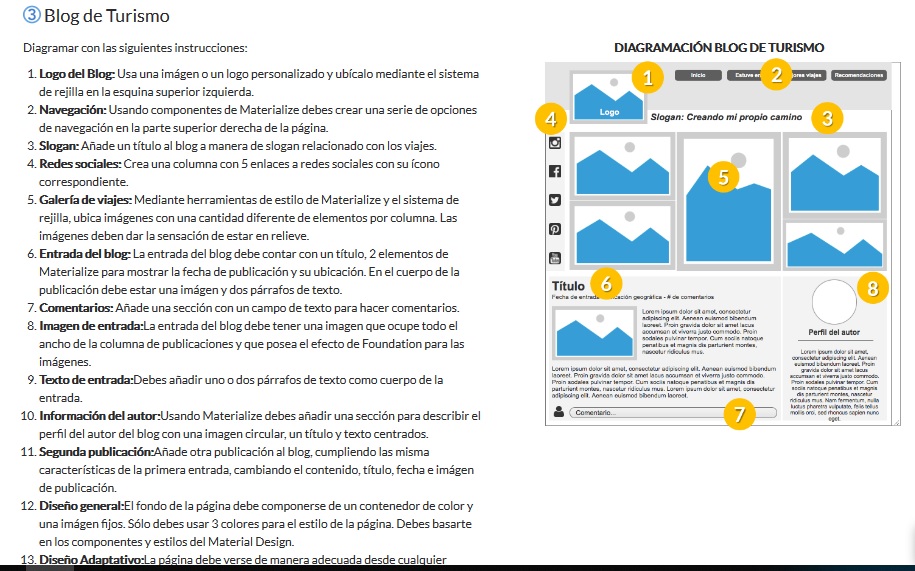 3 Blog de Turismo
Diagramar con las siguientes instrucciones:
1. Logo del Blog: Usa una imágen o un logo personalizado y ubícalo mediante el sistema
de rejilla en la esquina superior izquierda.
2. Navegación: Usando componentes de Materialize debes crear una serie de opciones
de navegación en la parte superior derecha de la página.
3. Slogan: Añade un título al blog a manera de slogan relacionado con los viajes.
4. Redes sociales: Crea una columna con 5 enlaces a redes sociales con su ícono
correspondiente.
5. Galería de viajes: Mediante herramientas de estilo de Materialize y el sistema de
rejilla, ubica imágenes con una cantidad diferente de elementos por columna. Las
imágenes deben dar la sensación de estar en relieve.
6. Entrada del blog: La entrada del blog debe contar con un título, 2 elementos de
Materialize para mostrar la fecha de publicación y su ubicación. En el cuerpo de la
publicación debe estar una imágen y dos párrafos de texto.
7. Comentarios: Añade una sección con un campo de texto para hacer comentarios.
8. Imagen de entrada:La entrada del blog debe tener una imagen que ocupe todo el
ancho de la columna de publicaciones y que posea el efecto de Foundation para las
imágenes.
9. Texto de entrada:Debes añadir uno o dos párrafos de texto como cuerpo de la
entrada.
10. Información del autor:Usando Materialize debes añadir una sección para describir el
perfil del autor del blog con una imagen circular, un título y texto centrados.
11. Segunda publicación:Añade otra publicación al blog, cumpliendo las misma
características de la primera entrada, cambiando el contenido, título, fecha e imágen
de publicación.
12. Diseño general:El fondo de la página debe componerse de un contenedor de color y
una imágen fijos. Sólo debes usar 3 colores para el estilo de la página. Debes basarte
en los componentes y estilos del Material Design.
13. Diseño Adaptativo:La página debe verse de manera adecuada desde cualquier
DIAGRAMACIÓN BLOG DE TURISMO
1
Inicio
2
viajes
Recomendaciones
Logo
4
Slogan: Creando mi propio camino
3
5
Título
6
Fecha de entrada
geográfica - # de comentarios
8
Lorem ipsum dolor sit amet, consectetur
adipiscing elit. Aenean euismod bibendum
laoreet. Proin gravida dolor sit amet lacus
accumsan et viverra justo commodo. Proin
sodales pulvinar tempor. Cum sociis natoque
penatibus et magnis dis parturient montes,
nascetur ridiculus mus.
Lorem ipsum dolor sit amet, consectetur adipiscing elit. Aenean euismod bibendum
laoreet. Proin gravida dolor sit amet lacus accumsan et viverra justo commodo.
Proin sodales pulvinar tempor. Cum sociis natoque penatibus et magnis dis
parturient montes, nascetur ridiculus mus. Lorem ipsum dolor sit amet, consectetur
adipiscing elit. Aenean euismod bibendum laoreet.
Comentario...
7
Perfil del autor
Lorem ipsum dolor sit amet,
consectetur adipiscing elit. Aenean
euismod bibendum laoreet. Proin
gravida dolor sit amet lacus
accumsan et viverra justo commodo.
Proin sodales pulvinar tempor. Cum
sociis natoque penatibus et magnis
dis parturient montes, nascetur
ridiculus mus. Nam fermentum, nulla
luctus pharetra vulputate, felis tellus
mollis orci, sed rhoncus sapien nunc
eget.